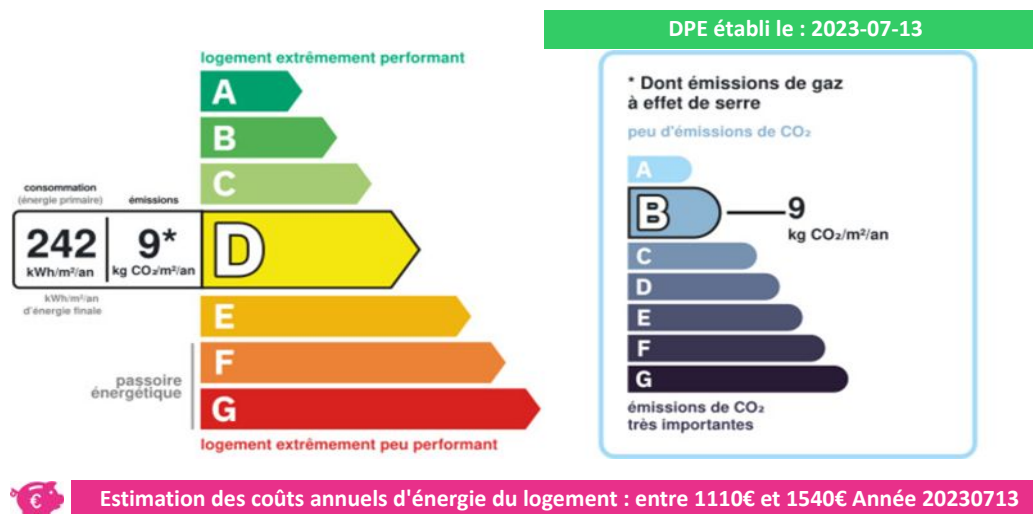 DPE établi le : 2023-07-13
logement extrêmement performant
A
B
C
consommation
(énergie primaire)
émissions
242
kWh/m²/an
9*
kg CO₂/m²/an
D
kWh/m²/an
d'énergie finale
E
F
G
passoire
énergétique
logement extrêmement peu performant
* Dont émissions de gaz
à effet de serre
peu d'émissions de CO₂
A
B
9
kg CO₂/m²/an
C
D
E
F
G
émissions de CO₂
très importantes
€
Estimation des coûts annuels d'énergie du logement : entre 1110€ et 1540€ Année 20230713